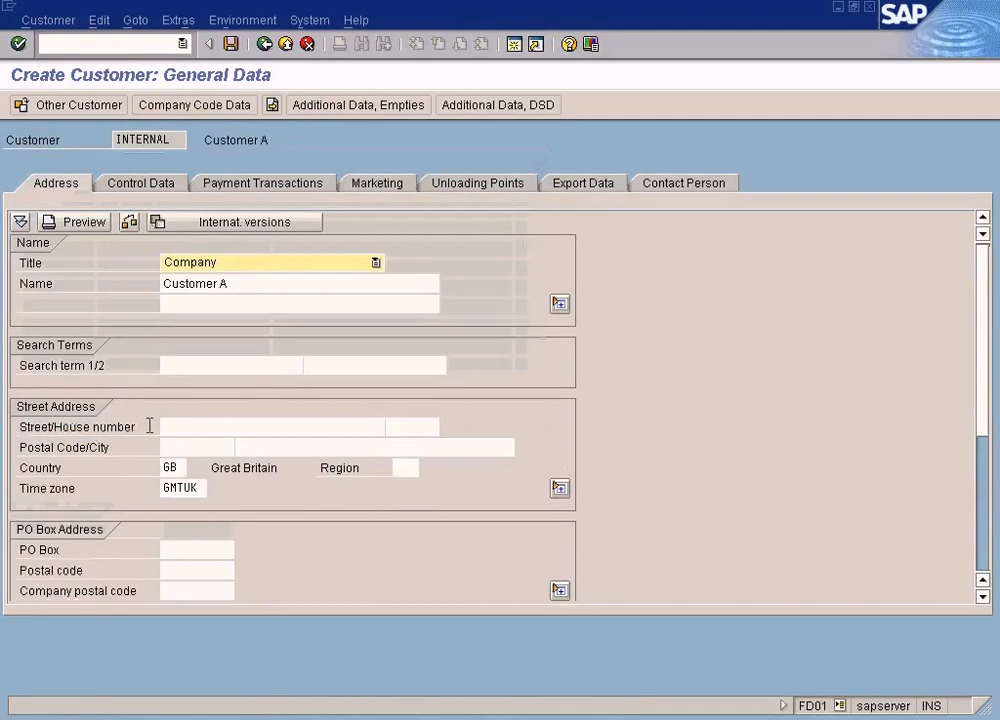 Customer Edit Goto Extras Environment System Help
SAP
Create Customer: General Data
Other Customer Company Code Data Additional Data, Empties Additional Data, DSD
Customer INTERNAL Customer A
Address Control Data Payment Transactions Marketing Unloading Points Export Data Contact Person
Preview Internat. versions
Name
Title Company
Name Customer A
Search Terms
Search term 1/2
Street Address
Street/House number
Postal Code/City
Country GB Great Britain Region
Time zone GMTUK
PO Box Address
PO Box
Postal code
Company postal code
FD01 sapserver INS